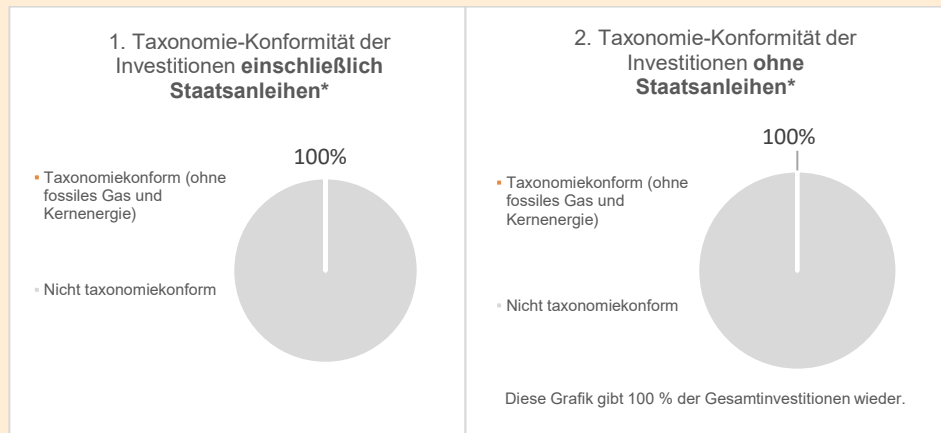 1. Taxonomie-Konformität der
Investitionen einschließlich
Staatsanleihen*
100%
Taxonomiekonform (ohne
fossiles Gas und
Kernenergie)
Nicht taxonomiekonform
2. Taxonomie-Konformität der
Investitionen ohne
Staatsanleihen*
100%
Taxonomiekonform (ohne
fossiles Gas und
Kernenergie)
Nicht taxonomiekonform
Diese Grafik gibt 100 % der Gesamtinvestitionen wieder.